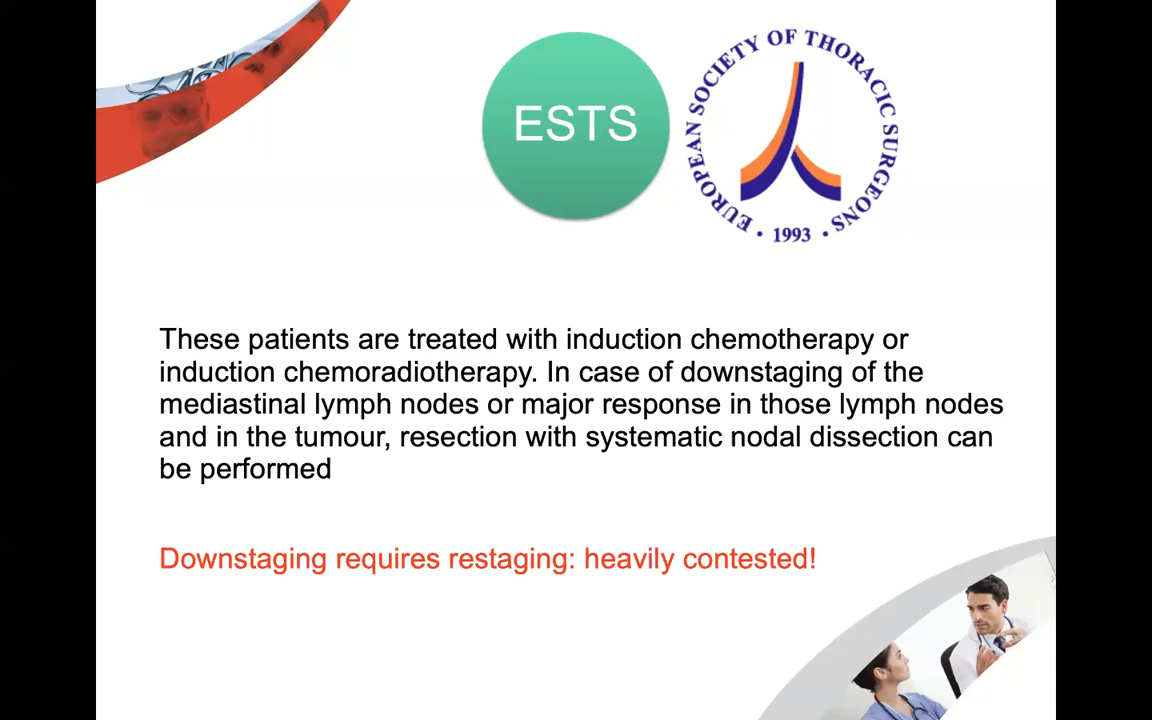 ESTS
EUROPEAN SOCIETY OF THORACIC SURGEONS
• 1993 •
These patients are treated with induction chemotherapy or
induction chemoradiotherapy. In case of downstaging of the
mediastinal lymph nodes or major response in those lymph nodes
and in the tumour, resection with systematic nodal dissection can
be performed
Downstaging requires restaging: heavily contested!